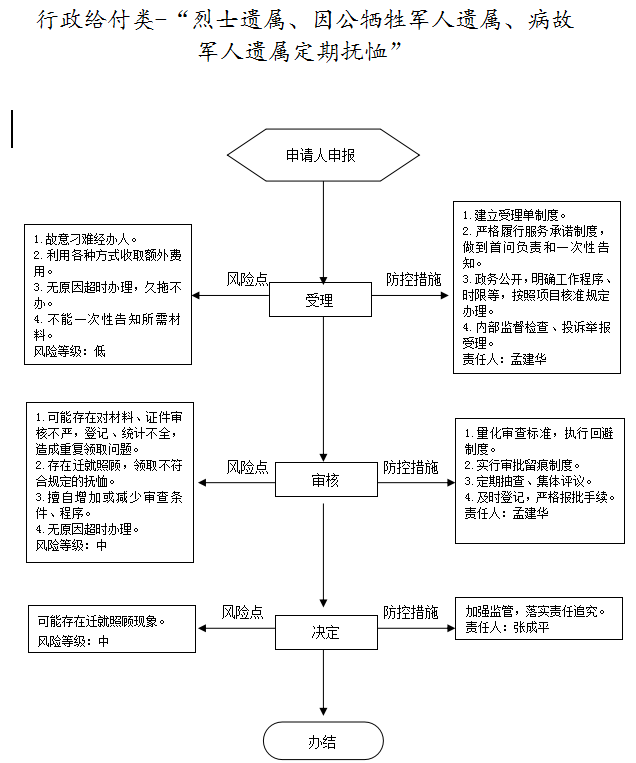 行政给付类-“烈士遗属、因公牺牲军人遗属、病故
军人遗属定期抚恤”
申请人申报
1.故意刁难经办人。
2.利用各种方式收取额外费
用。
3.无原因超时办理，久拖不
办。
4.不能一次性告知所需材
料。
风险等级：低
风险点
受理
防控措施
1.建立受理单制度。
2.严格履行服务承诺制度，
做到首问负责和一次性告
知。
3.政务公开，明确工作程序、
时限等，按照项目核准规定
办理。
4.内部监督检查、投诉举报
受理。
责任人：孟建华
1.可能存在对材料、证件审
核不严，登记、统计不全，
造成重复领取问题。
2.存在迁就照顾，领取不符
合规定的抚恤。
3.擅自增加或减少审查条
件、程序。
4.无原因超时办理。
风险等级：中
风险点
审核
防控措施
1.量化审查标准，执行回避
制度。
2.实行审批留痕制度。
3.定期抽查、集体评议。
4.及时登记，严格报批手续。
责任人：孟建华
可能存在迁就照顾现象。
风险等级：中
风险点
决定
防控措施
加强监管，落实责任追究。
责任人：张成平
办结